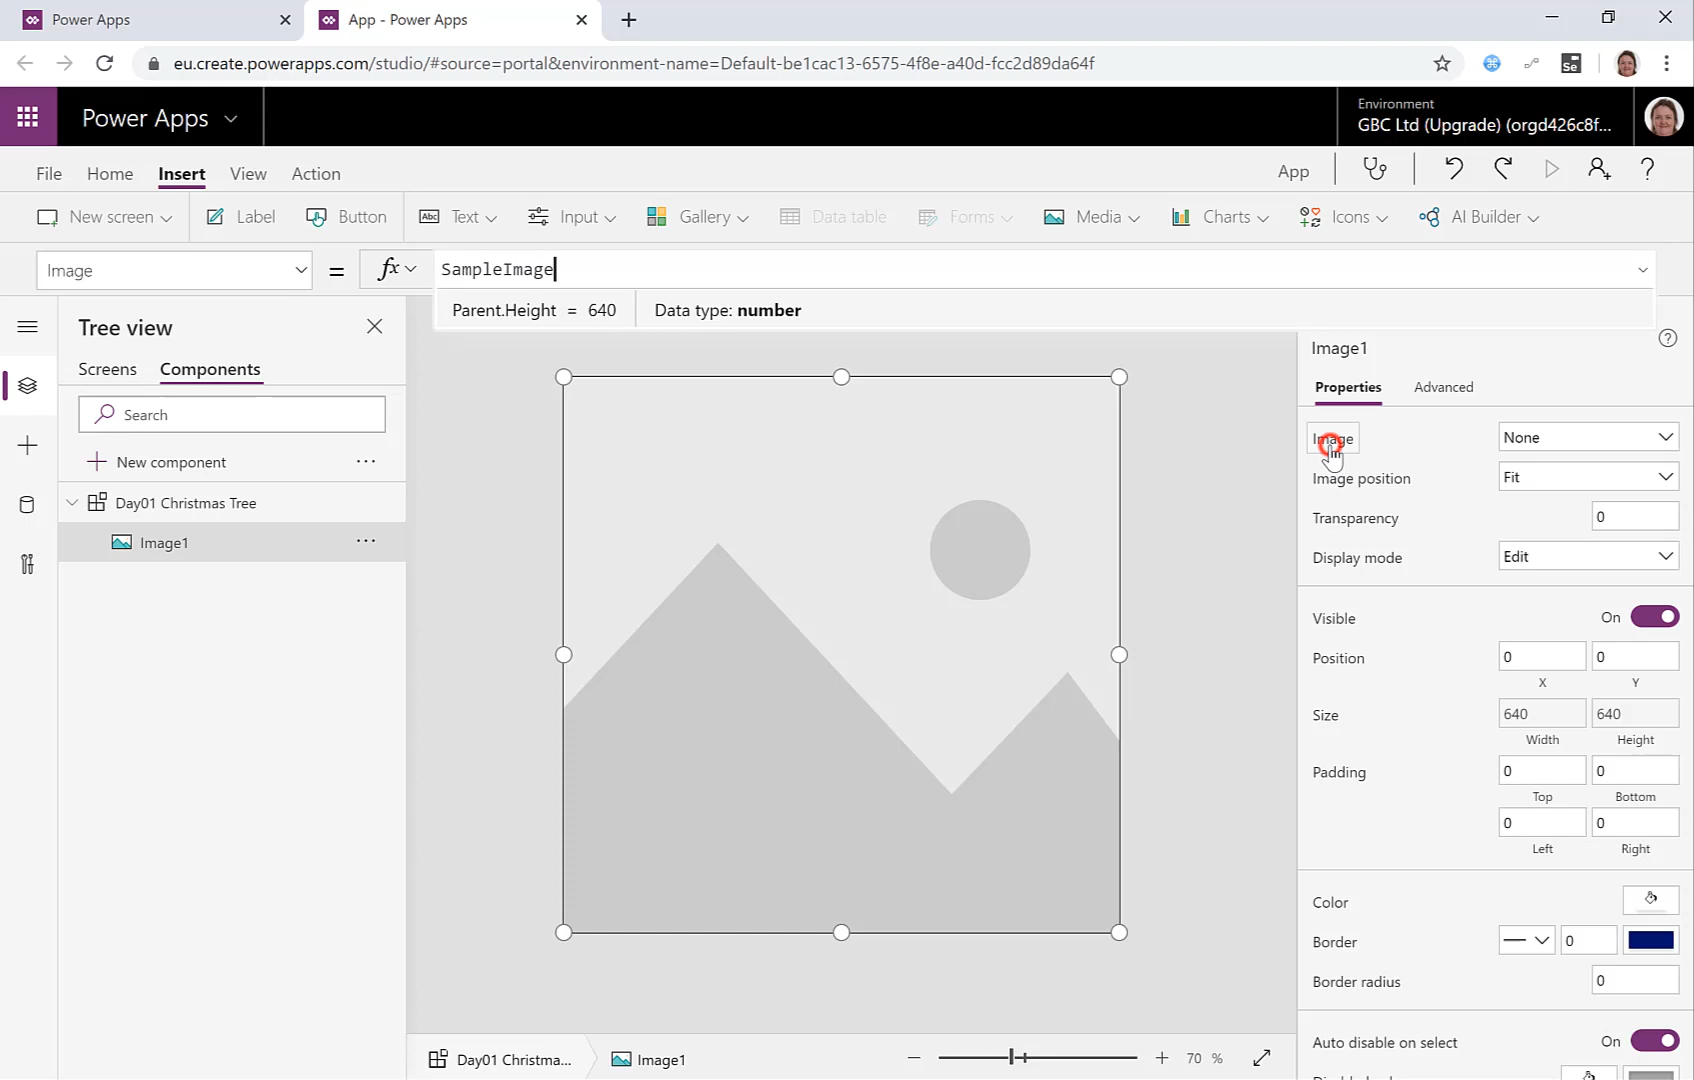 Power Apps
App - Power Apps
eu.create.powerapps.com/studio/#source=portal&environment-name=Default-be1cac13-6575-4f8e-a40d-fcc2d89da64f
Se
Power Apps
Environment
GBC Ltd (Upgrade) (orgd426c8f...
File Home Insert View Action
App
?
New screen Label Button Abc Text Input Gallery Data table Forms Media Charts Icons AI Builder
Image = fx SampleImage
Parent.Height = 640 Data type: number
Tree view
Screens Components
Search
New component ...
Day01 Christmas Tree
Image1 ...
Image1
?
Properties Advanced
Image None
Image position Fit
Transparency 0
Display mode Edit
Visible On
Position 0 0
X Y
Size 640 640
Width Height
Padding 0 0
Top Bottom
0 0
Left Right
Color
Border 0
Border radius 0
Auto disable on select On
Day01 Christma... Image1
70 %